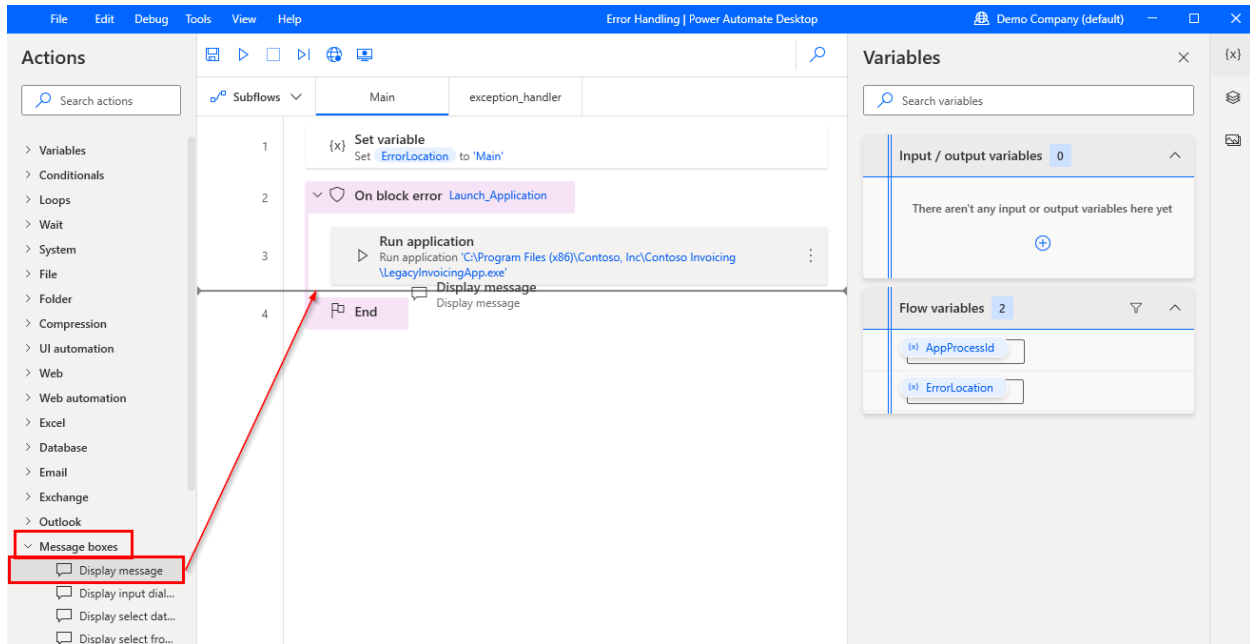 File Edit Debug Tools View Help
Error Handling | Power Automate Desktop
Demo Company (default)
Actions
Search actions
Variables
Conditionals
Loops
Wait
System
File
Folder
Compression
UI automation
Web
Web automation
Excel
Database
Email
Exchange
Outlook
Message boxes
Display message
Display input dial...
Display select dat...
Display select fro...
Subflows
Main
exception_handler
1
{x} Set variable
Set ErrorLocation to 'Main'
2
On block error Launch_Application
3
Run application
Run application 'C:\Program Files (x86)\Contoso, Inc\Contoso Invoicing
\LegacyInvoicingApp.exe'
Display message
Display message
4
End
Variables
{x}
Search variables
Input / output variables 0
There aren't any input or output variables here yet
Flow variables 2
(x) AppProcessId
(x) ErrorLocation